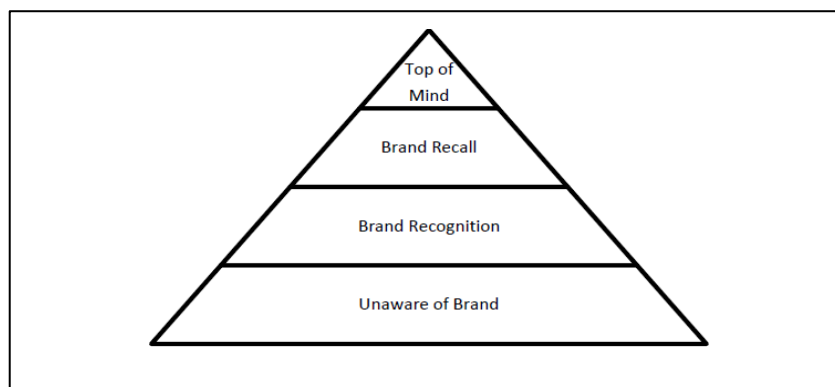 Top of
Mind
Brand Recall
Brand Recognition
Unaware of Brand